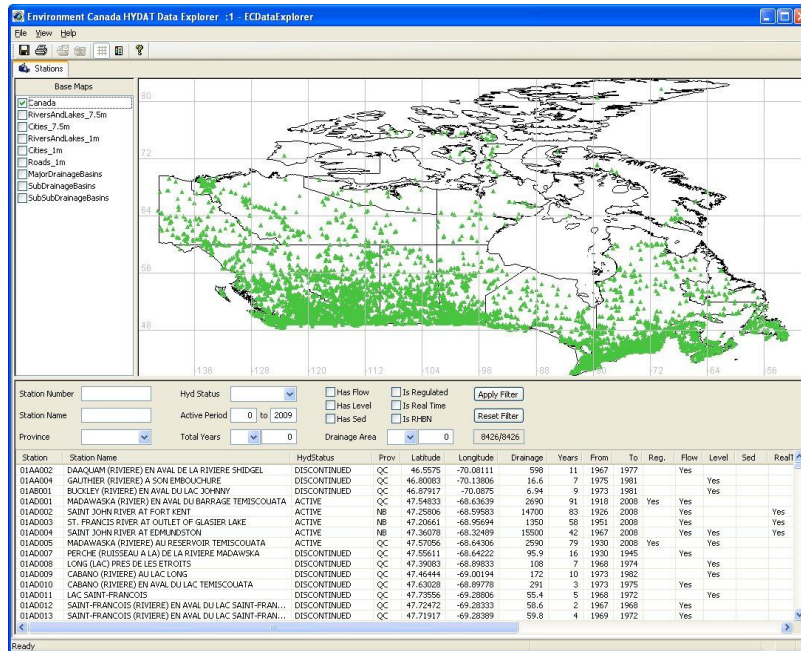 Environment Canada HYDAT Data Explorer :1 - ECDataExplorer
File View Help
Stations
Base Maps
Canada
RiversAndLakes_7.5m
Cities_7.5m
RiversAndLakes_1m
Cities_1m
Roads_1m
MajorDrainageBasins
SubDrainageBasins
SubSubDrainageBasins
80
72
64
56
48
-136 -128 -120 -112 -104 -96 -88 -80 -72 -64 -56
Station Number Hyd Status Has Flow Is Regulated Apply Filter
Station Name Active Period 0 to 2009 Has Level Is Real Time Reset Filter
Has Sed Is RHBN
Province Total Years 0 Drainage Area 0 8426/8426
Station Station Name HydStatus Prov Latitude Longitude Drainage Years From To Reg. Flow Level Sed RealT
01AA002 DAAQUAM (RIVIERE) EN AVAL DE LA RIVIERE SHIDGEL DISCONTINUED QC 46.5575 -70.08111 598 11 1967 1977 Yes
01AA004 GAUTHIER (RIVIERE) A SON EMBOUCHURE DISCONTINUED QC 46.80083 -70.13806 16.6 7 1975 1981 Yes
01AB001 BUCKLEY (RIVIERE) EN AVAL DU LAC JOHNNY DISCONTINUED QC 46.87917 -70.0875 6.94 9 1973 1981 Yes
01AD001 MADAWASKA (RIVIER) EN AVAL DU BARRAGE TEMISCOUATA ACTIVE QC 47.54833 -68.63639 2690 91 1918 2008 Yes Yes
01AD002 SAINT JOHN RIVER AT FORT KENT ACTIVE NB 47.25806 -68.59583 14700 83 1926 2008 Yes Yes
01AD003 ST. FRANCIS RIVER AT OUTLET OF GLASIER LAKE ACTIVE NB 47.20661 -68.95694 1350 58 1951 2008 Yes Yes
01AD004 SAINT JOHN RIVER AT EDMUNDSTON ACTIVE NB 47.36078 -68.32489 15500 42 1967 2008 Yes Yes Yes
01AD005 MADAWASKA (RIVIERE) AU RESERVOIR TEMISCOUATA ACTIVE QC 47.57056 -68.64306 2590 79 1930 2008 Yes Yes
01AD007 PERCHE (RUISSEAU A LA) DE LA RIVIERE MADAWSKA DISCONTINUED QC 47.55611 -68.64222 95.9 16 1930 1945 Yes
01AD008 LONG (LAC) PRES DE LES ETROITS DISCONTINUED QC 47.39083 -68.89833 108 7 1968 1974 Yes
01AD009 CABANO (RIVIERE) AU LAC LONG DISCONTINUED QC 47.46444 -69.00194 172 10 1973 1982 Yes
01AD010 CABANO (RIVIERE) EN AVAL DU LAC TEMISCOUATA DISCONTINUED QC 47.63028 -68.89778 291 3 1973 1975 Yes
01AD011 LAC SAINT-FRANCOIS DISCONTINUED QC 47.73556 -69.28806 55.4 5 1968 1972 Yes
01AD012 SAINT-FRANCOIS (RIVIERE) EN AVAL DU LAC SAINT-FRAN... DISCONTINUED QC 47.72472 -69.28333 58.6 2 1967 1968 Yes
01AD013 SAINT-FRANCOIS (RIVIERE) EN AVAL DU LAC SAINT-FRAN... DISCONTINUED QC 47.71917 -69.28389 59.8 4 1969 1972 Yes
Ready